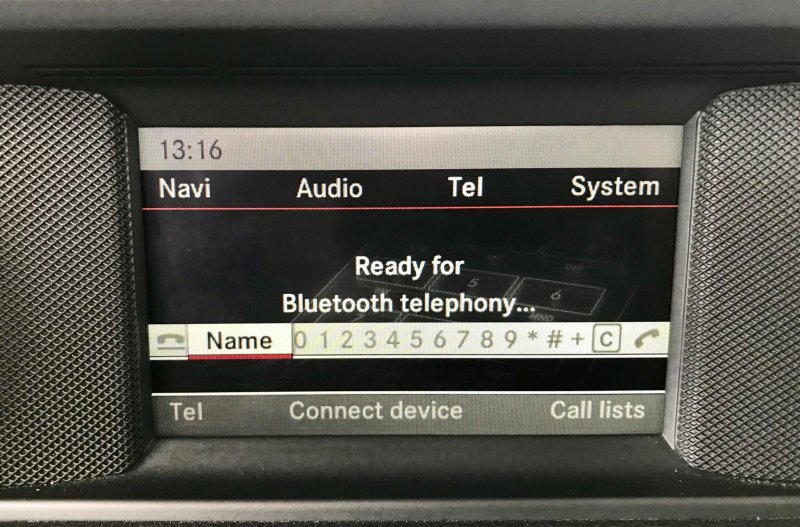 13:16
Navi Audio Tel System
Ready for
Bluetooth telephony...
Name 0 1 2 3 4 5 6 7 8 9 * # + C
Tel Connect device Call lists